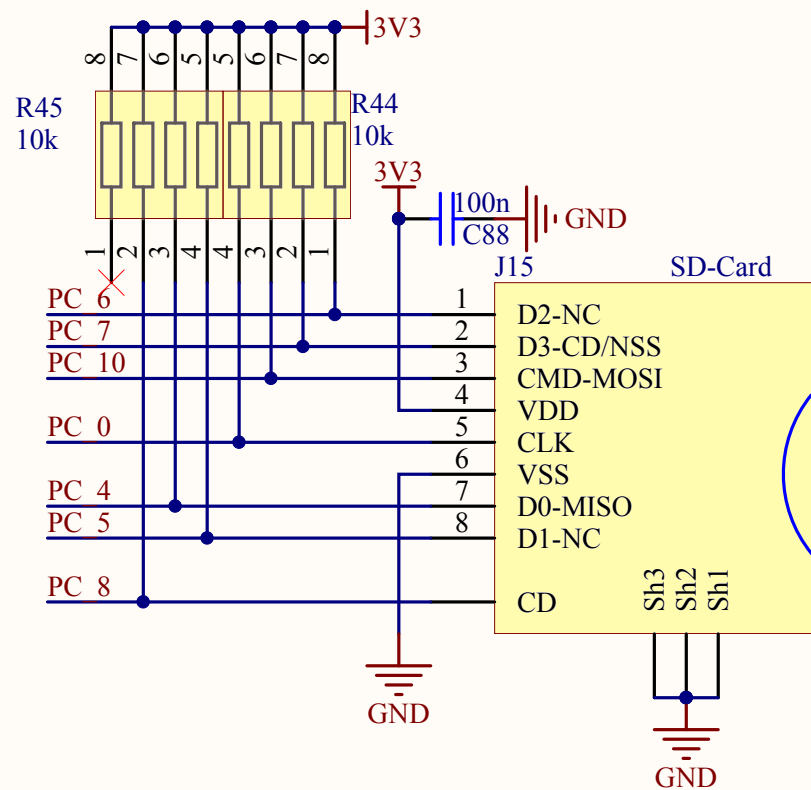 3V3
8 7 6 5 5 6 7 8
R45
10k
R44
10k
1 2 3 4 4 3 2 1
3V3
100n
C88
GND
J15
SD-Card
PC 6
1
D2-NC
PC 7
2
D3-CD/NSS
PC 10
3
CMD-MOSI
4
VDD
PC 0
5
CLK
6
VSS
PC 4
7
D0-MISO
PC 5
8
D1-NC
PC 8
CD
Sh3
Sh2
Sh1
GND
GND